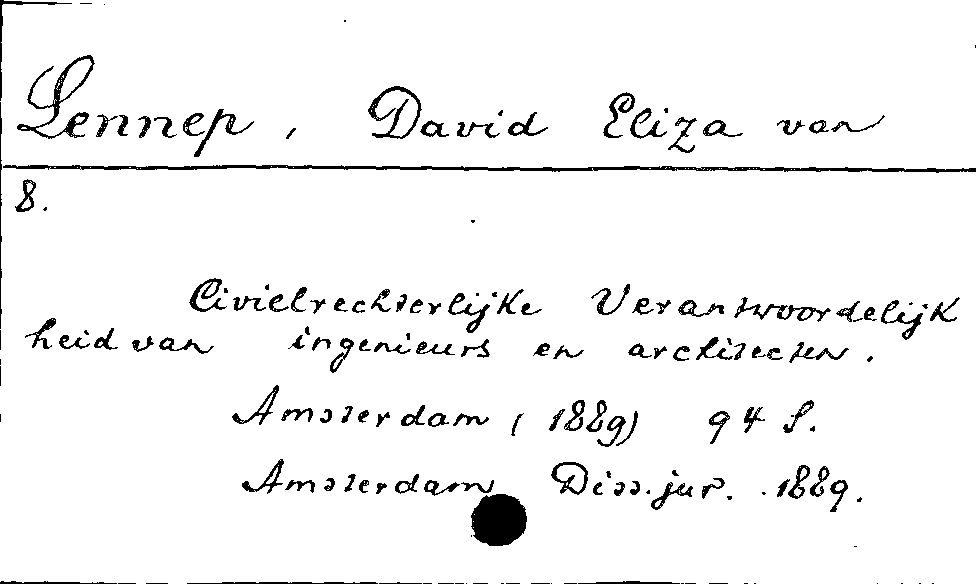 Lennep, David Eliza van
8.
Civielrechterlijke Verantwoordelijk
heid van ingenieurs en architecten.
Amsterdam (1889) 94 S.
Amsterdam, Diss. jur. 1889.